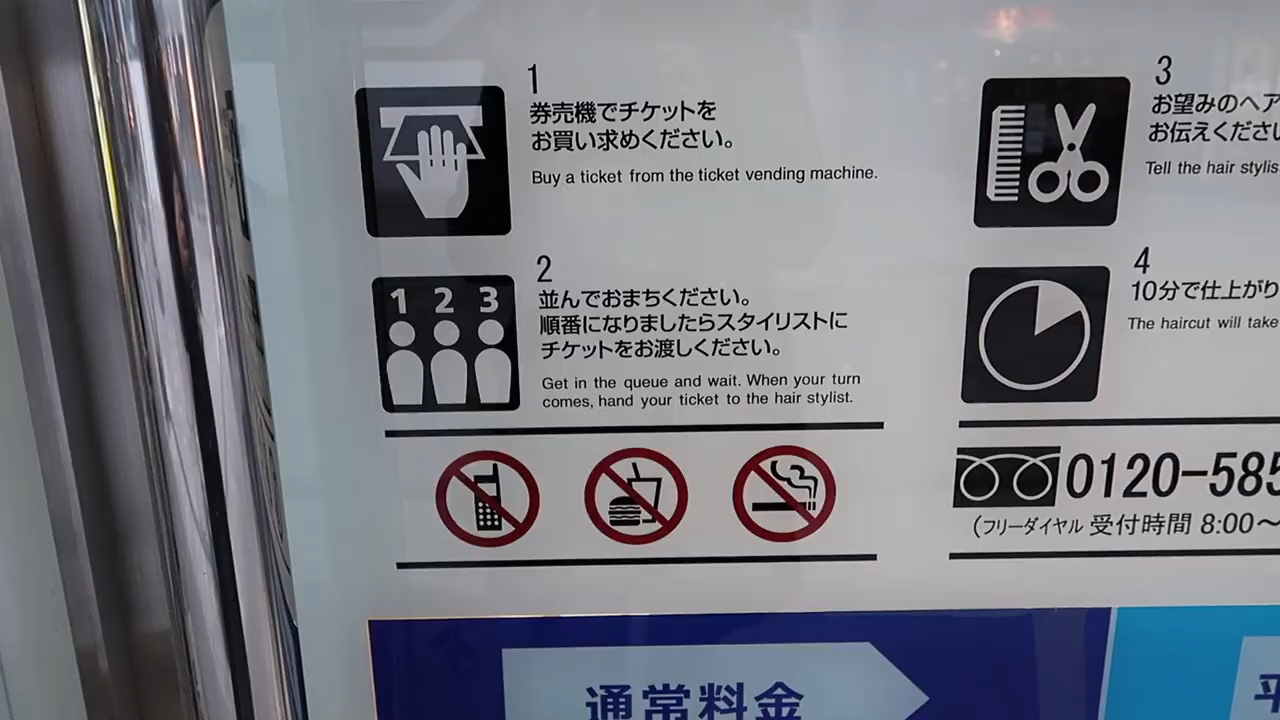 1
券売機でチケットを
お買い求めください。
Buy a ticket from the ticket vending machine.
1 2 3
2
並んでおまちください。
順番になりましたらスタイリストに
チケットをお渡しください。
Get in the queue and wait. When your turn
comes, hand your ticket to the hair stylist.
3
お望みのヘア
お伝えくださ
Tell the hair
4
10分で仕上がり
The haircut will take
0120-585
(フリーダイヤル 受付時間 8:00〜
通常料金